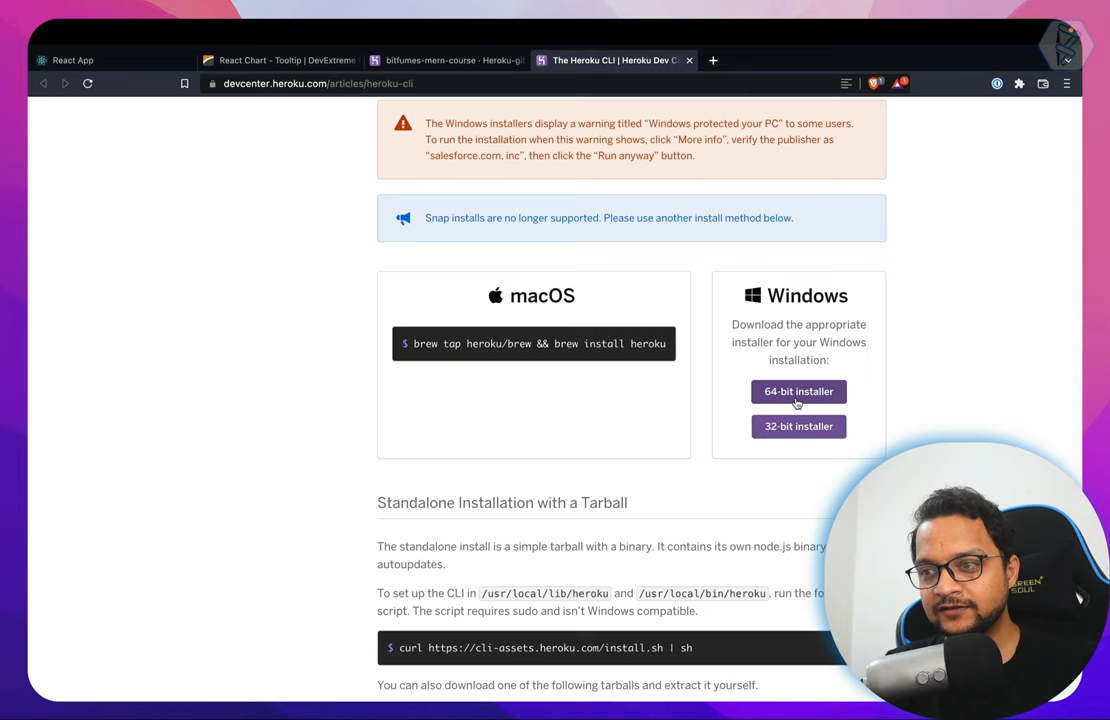 React App
React Chart - Tooltip | DevExtreme
bitfumes-mern-course · Heroku-git
The Heroku CLI | Heroku Dev Ce
devcenter.heroku.com/articles/heroku-cli
The Windows installers display a warning titled “Windows protected your PC” to some users.
To run the installation when this warning shows, click “More info”, verify the publisher as
“salesforce.com, inc”, then click the “Run anyway” button.
Snap installs are no longer supported. Please use another install method below.
macOS
$ brew tap heroku/brew && brew install heroku
Windows
Download the appropriate
installer for your Windows
installation:
64-bit installer
32-bit installer
Standalone Installation with a Tarball
The standalone install is a simple tarball with a binary. It contains its own node.js binary
autoupdates.
To set up the CLI in /usr/local/lib/heroku and /usr/local/bin/heroku, run the fo
script. The script requires sudo and isn’t Windows compatible.
$ curl https://cli-assets.heroku.com/install.sh | sh
You can also download one of the following tarballs and extract it yourself.
GREEN
SOUL